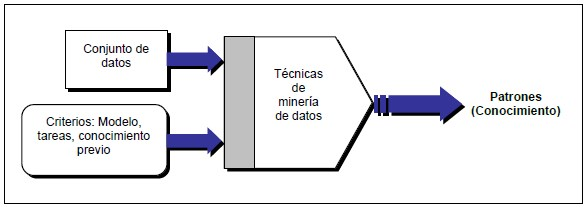 Conjunto de
datos
Criterios: Modelo,
tareas, conocimiento
previo
Técnicas
de
minería
de datos
Patrones
(Conocimiento)